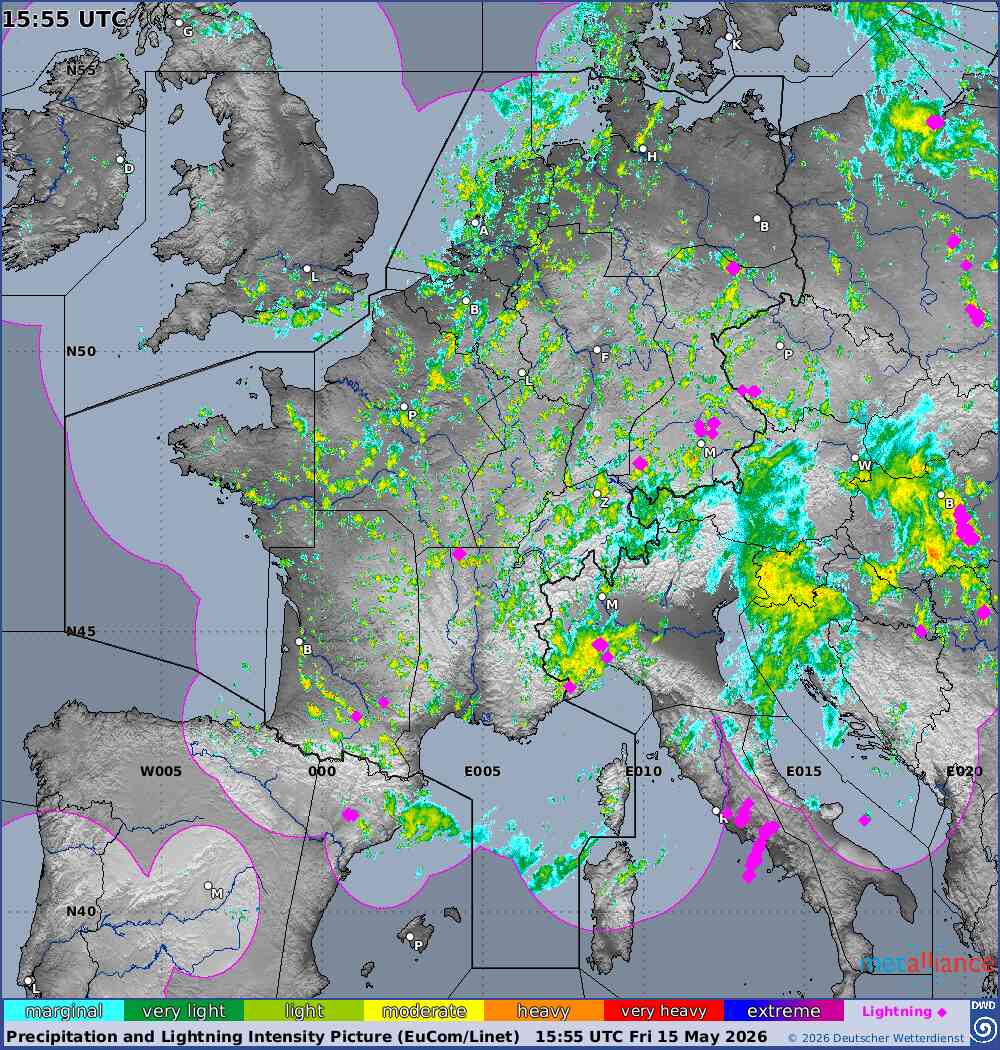 15:55 UTC
G
K
N55
D
H
A
B
L
B
N50
F
P
L
P
M
W
Z
B
M
N45
B
W005
000
E005
E010
E015
E020
R
M
N40
P
L
metalliance
marginal very light light moderate heavy very heavy extreme Lightning
DWD
Precipitation and Lightning Intensity Picture (EuCom/Linet) 15:55 UTC Fri 15 May 2026 © 2026 Deutscher Wetterdienst